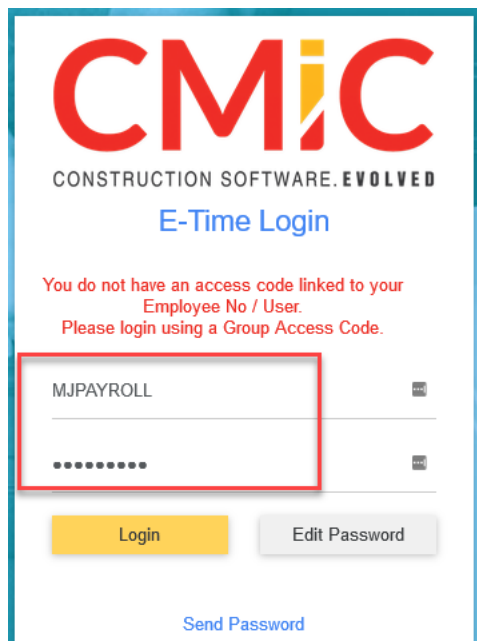 CMiC
CONSTRUCTION SOFTWARE. EVOLVED
E-Time Login
You do not have an access code linked to your
Employee No / User.
Please login using a Group Access Code.
MJPAYROLL
•••••••••
Login
Edit Password
Send Password